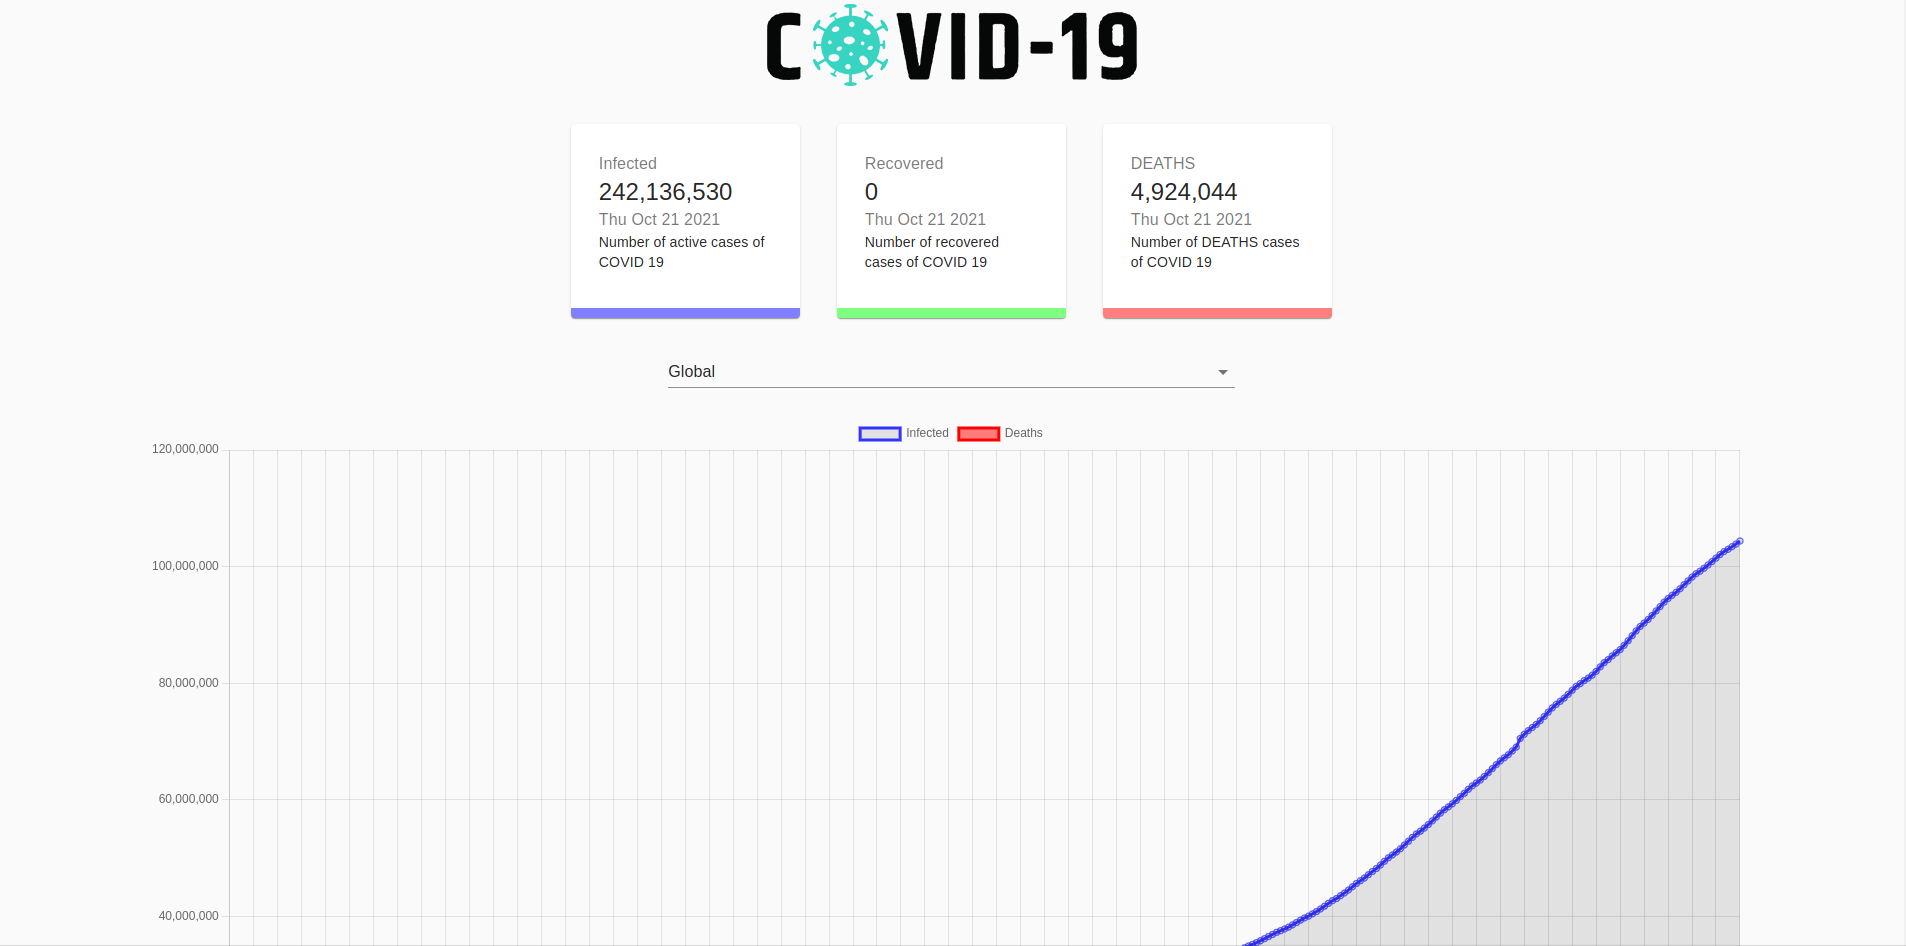 COVID-19
Infected
242,136,530
Thu Oct 21 2021
Number of active cases of
COVID 19
Recovered
0
Thu Oct 21 2021
Number of recovered
cases of COVID 19
DEATHS
4,924,044
Thu Oct 21 2021
Number of DEATHS cases
of COVID 19
Global
Infected
Deaths
120,000,000
100,000,000
80,000,000
60,000,000
40,000,000